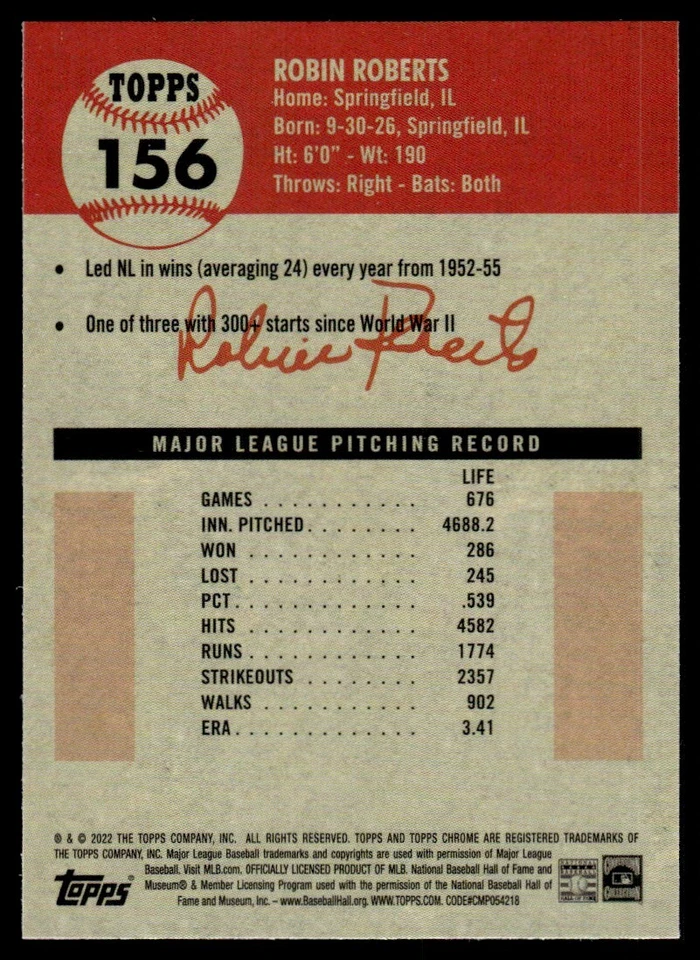 TOPPS
156
ROBIN ROBERTS
Home: Springfield, IL
Born: 9-30-26, Springfield, IL
Ht: 6'0" - Wt: 190
Throws: Right - Bats: Both
• Led NL in wins (averaging 24) every year from 1952-55
• One of three with 300+ starts since World War II
Robin Roberts
MAJOR LEAGUE PITCHING RECORD
LIFE
GAMES . . . . . . . . . . . . 676
INN. PITCHED . . . . . . . . 4688.2
WON . . . . . . . . . . . . . 286
LOST . . . . . . . . . . . . . 245
PCT. . . . . . . . . . . . . . .539
HITS . . . . . . . . . . . . . 4582
RUNS . . . . . . . . . . . . . 1774
STRIKEOUTS . . . . . . . . . 2357
WALKS . . . . . . . . . . . . 902
ERA. . . . . . . . . . . . . . 3.41
® & © 2022 THE TOPPS COMPANY, INC. ALL RIGHTS RESERVED. TOPPS AND TOPPS CHROME ARE REGISTERED TRADEMARKS OF
THE TOPPS COMPANY, INC. Major League Baseball trademarks and copyrights are used with permission of Major League
Baseball. Visit MLB.com. OFFICIALLY LICENSED PRODUCT OF MLB. National Baseball Hall of Fame and
Museum® & Member Licensing Program used with the permission of the National Baseball Hall of
Fame and Museum, Inc. – www.BaseballHall.org. WWW.TOPPS.COM. CODE#CMP054218
Topps®